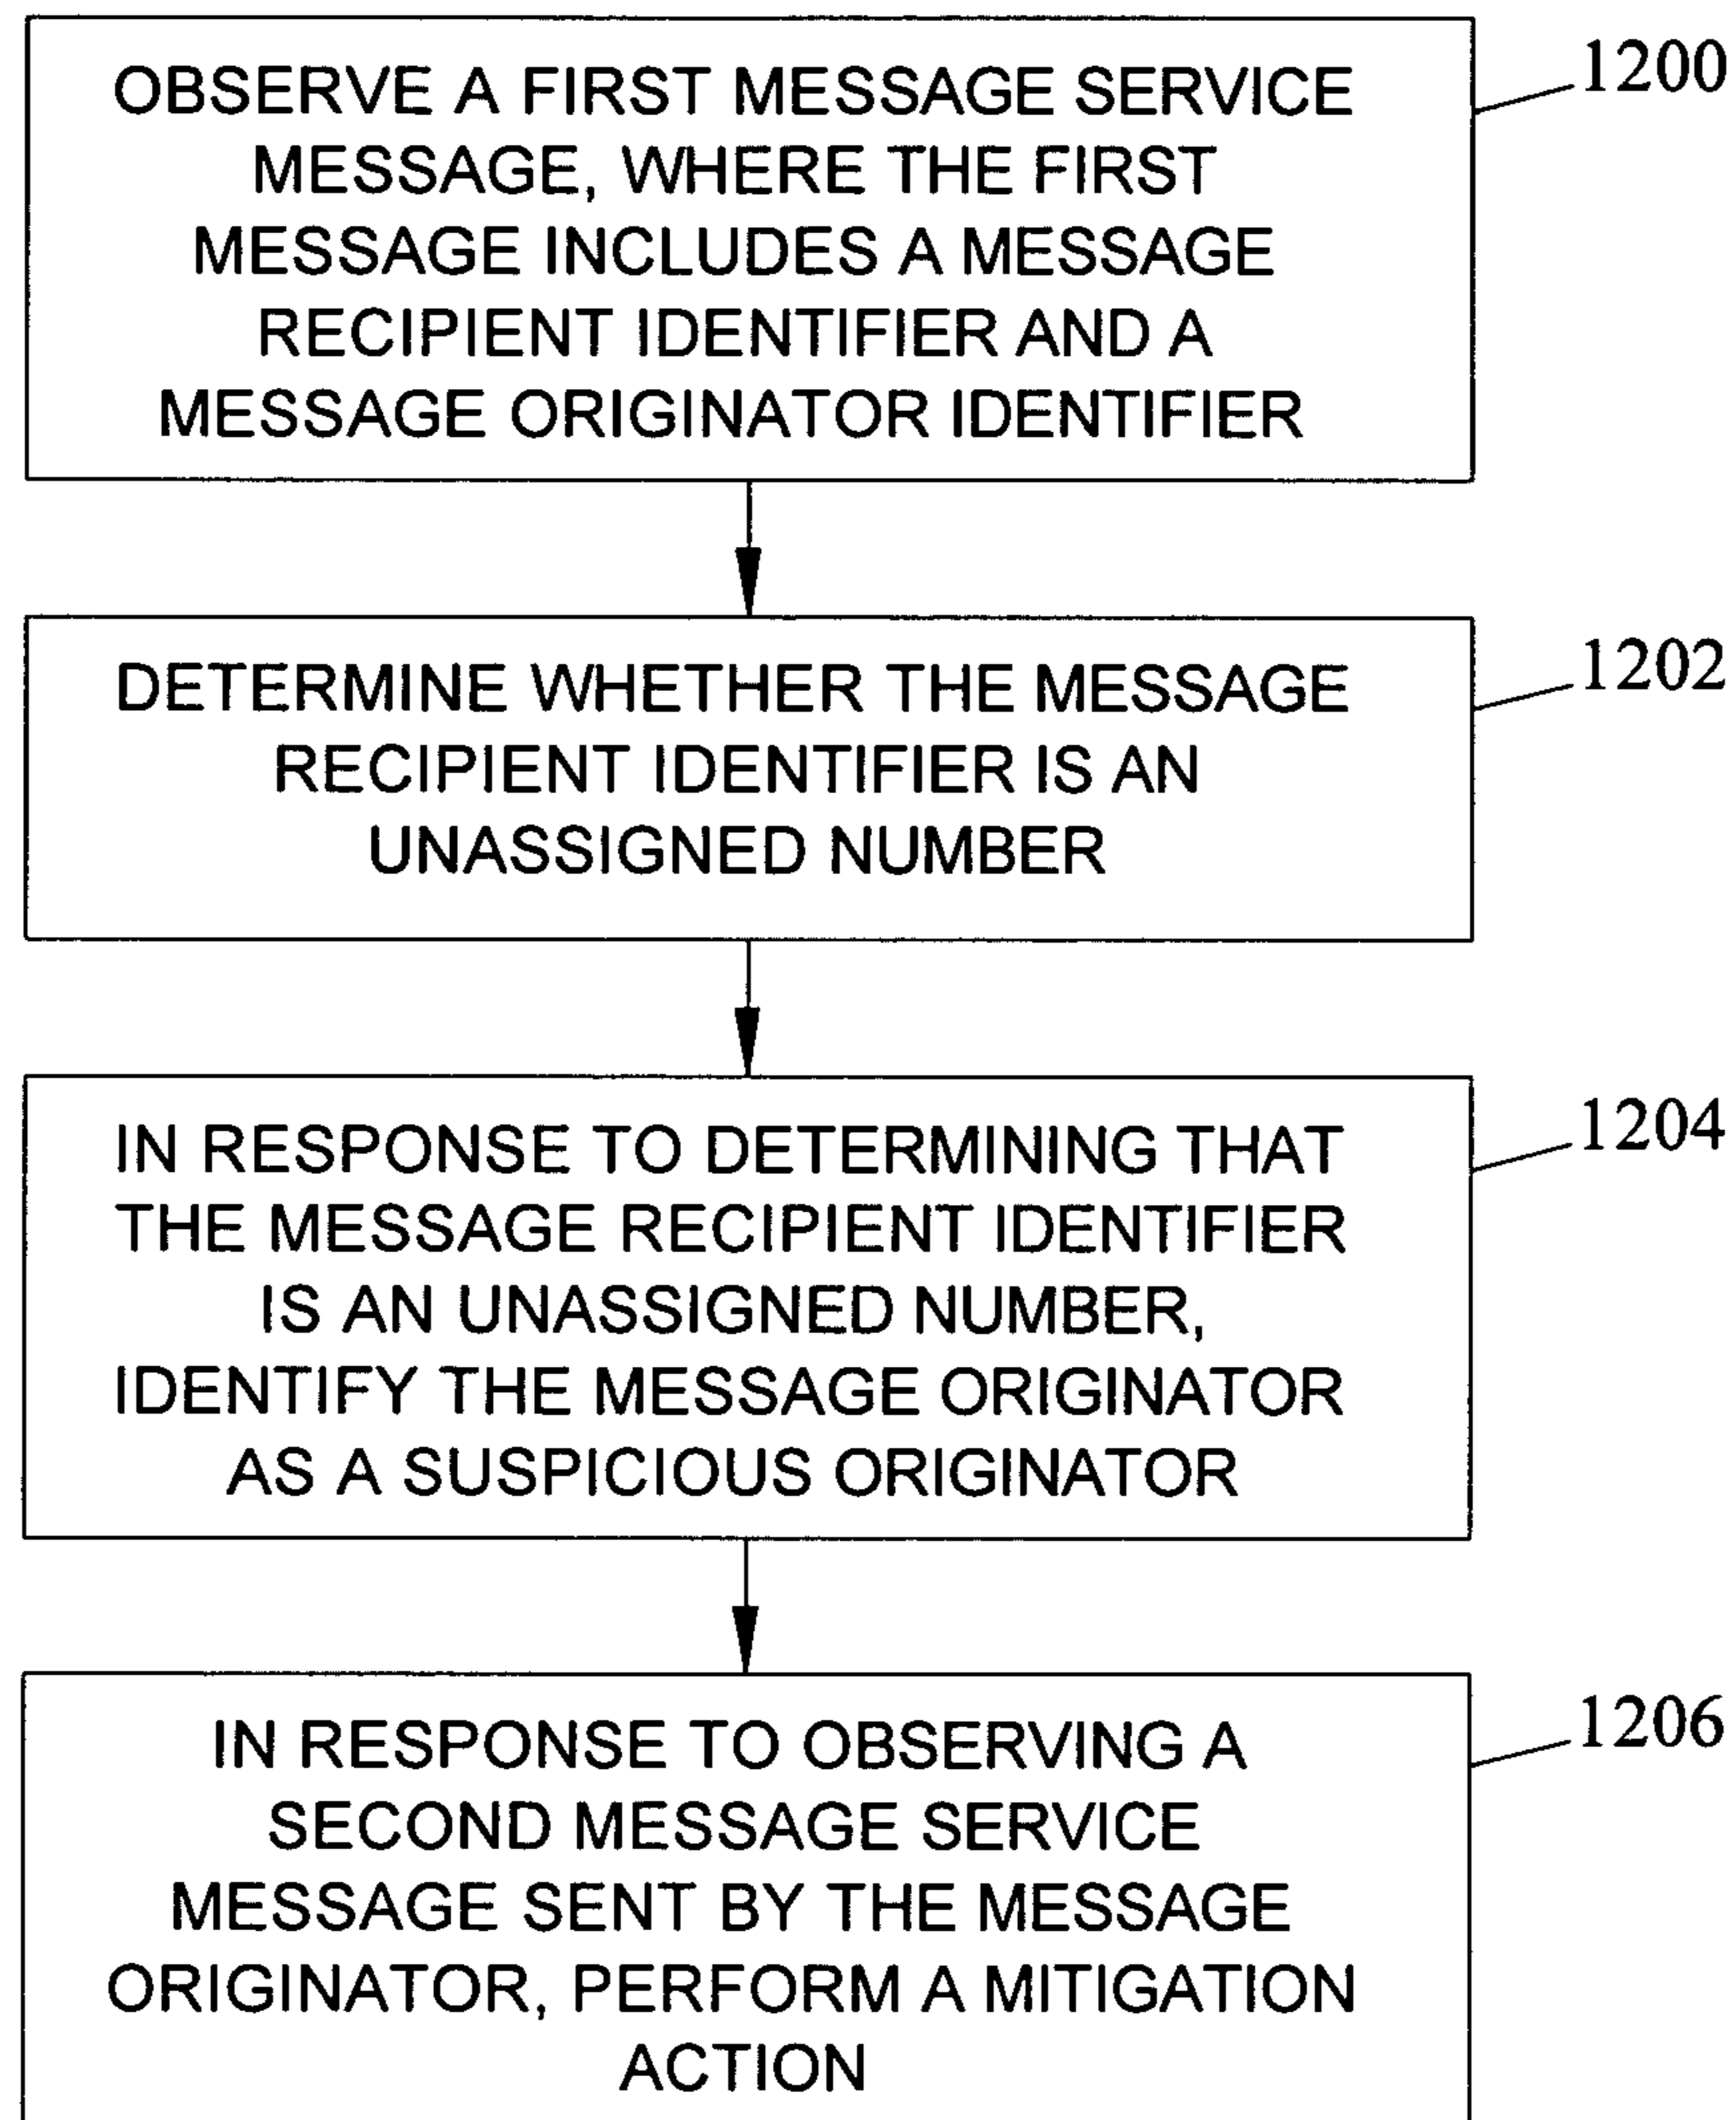 OBSERVE A FIRST MESSAGE SERVICE
MESSAGE, WHERE THE FIRST
MESSAGE INCLUDES A MESSAGE
RECIPIENT IDENTIFIER AND A
MESSAGE ORIGINATOR IDENTIFIER
1200
DETERMINE WHETHER THE MESSAGE
RECIPIENT IDENTIFIER IS AN
UNASSIGNED NUMBER
1202
IN RESPONSE TO DETERMINING THAT
THE MESSAGE RECIPIENT IDENTIFIER
IS AN UNASSIGNED NUMBER,
IDENTIFY THE MESSAGE ORIGINATOR
AS A SUSPICIOUS ORIGINATOR
1204
IN RESPONSE TO OBSERVING A
SECOND MESSAGE SERVICE
MESSAGE SENT BY THE MESSAGE
ORIGINATOR, PERFORM A MITIGATION
ACTION
1206